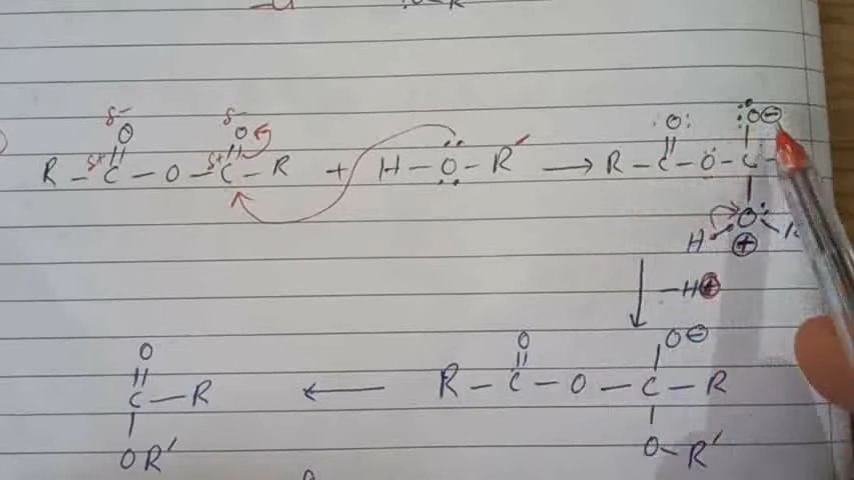 δ- δ-
O O :O: :O⊖
R - δ+C - O - δ+C - R + H - O - R′ → R - C - O - C -
H O:
⊕
-H⊕
O O O⊖
C - R ← R - C - O - C - R
OR′ O - R′